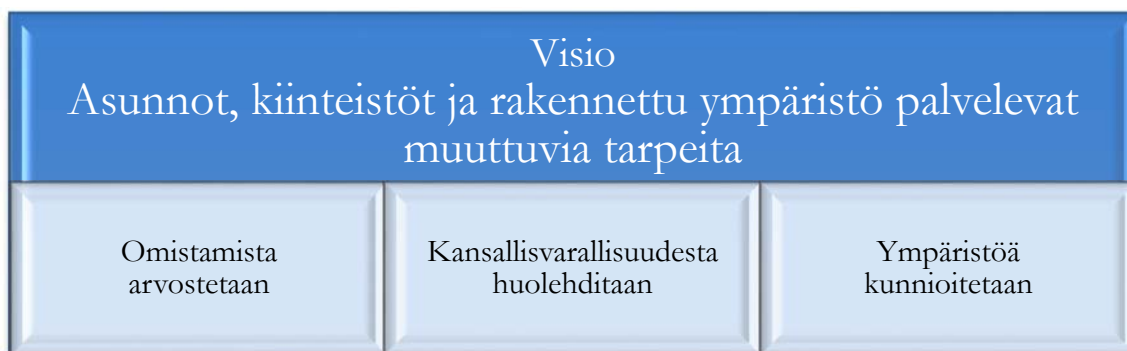 Visio
Asunnot, kiinteistöt ja rakennettu ympäristö palvelevat
muuttuvia tarpeita
Omistamista
arvostetaan
Kansallisvarallisuudesta
huolehditaan
Ympäristöä
kunnioitetaan